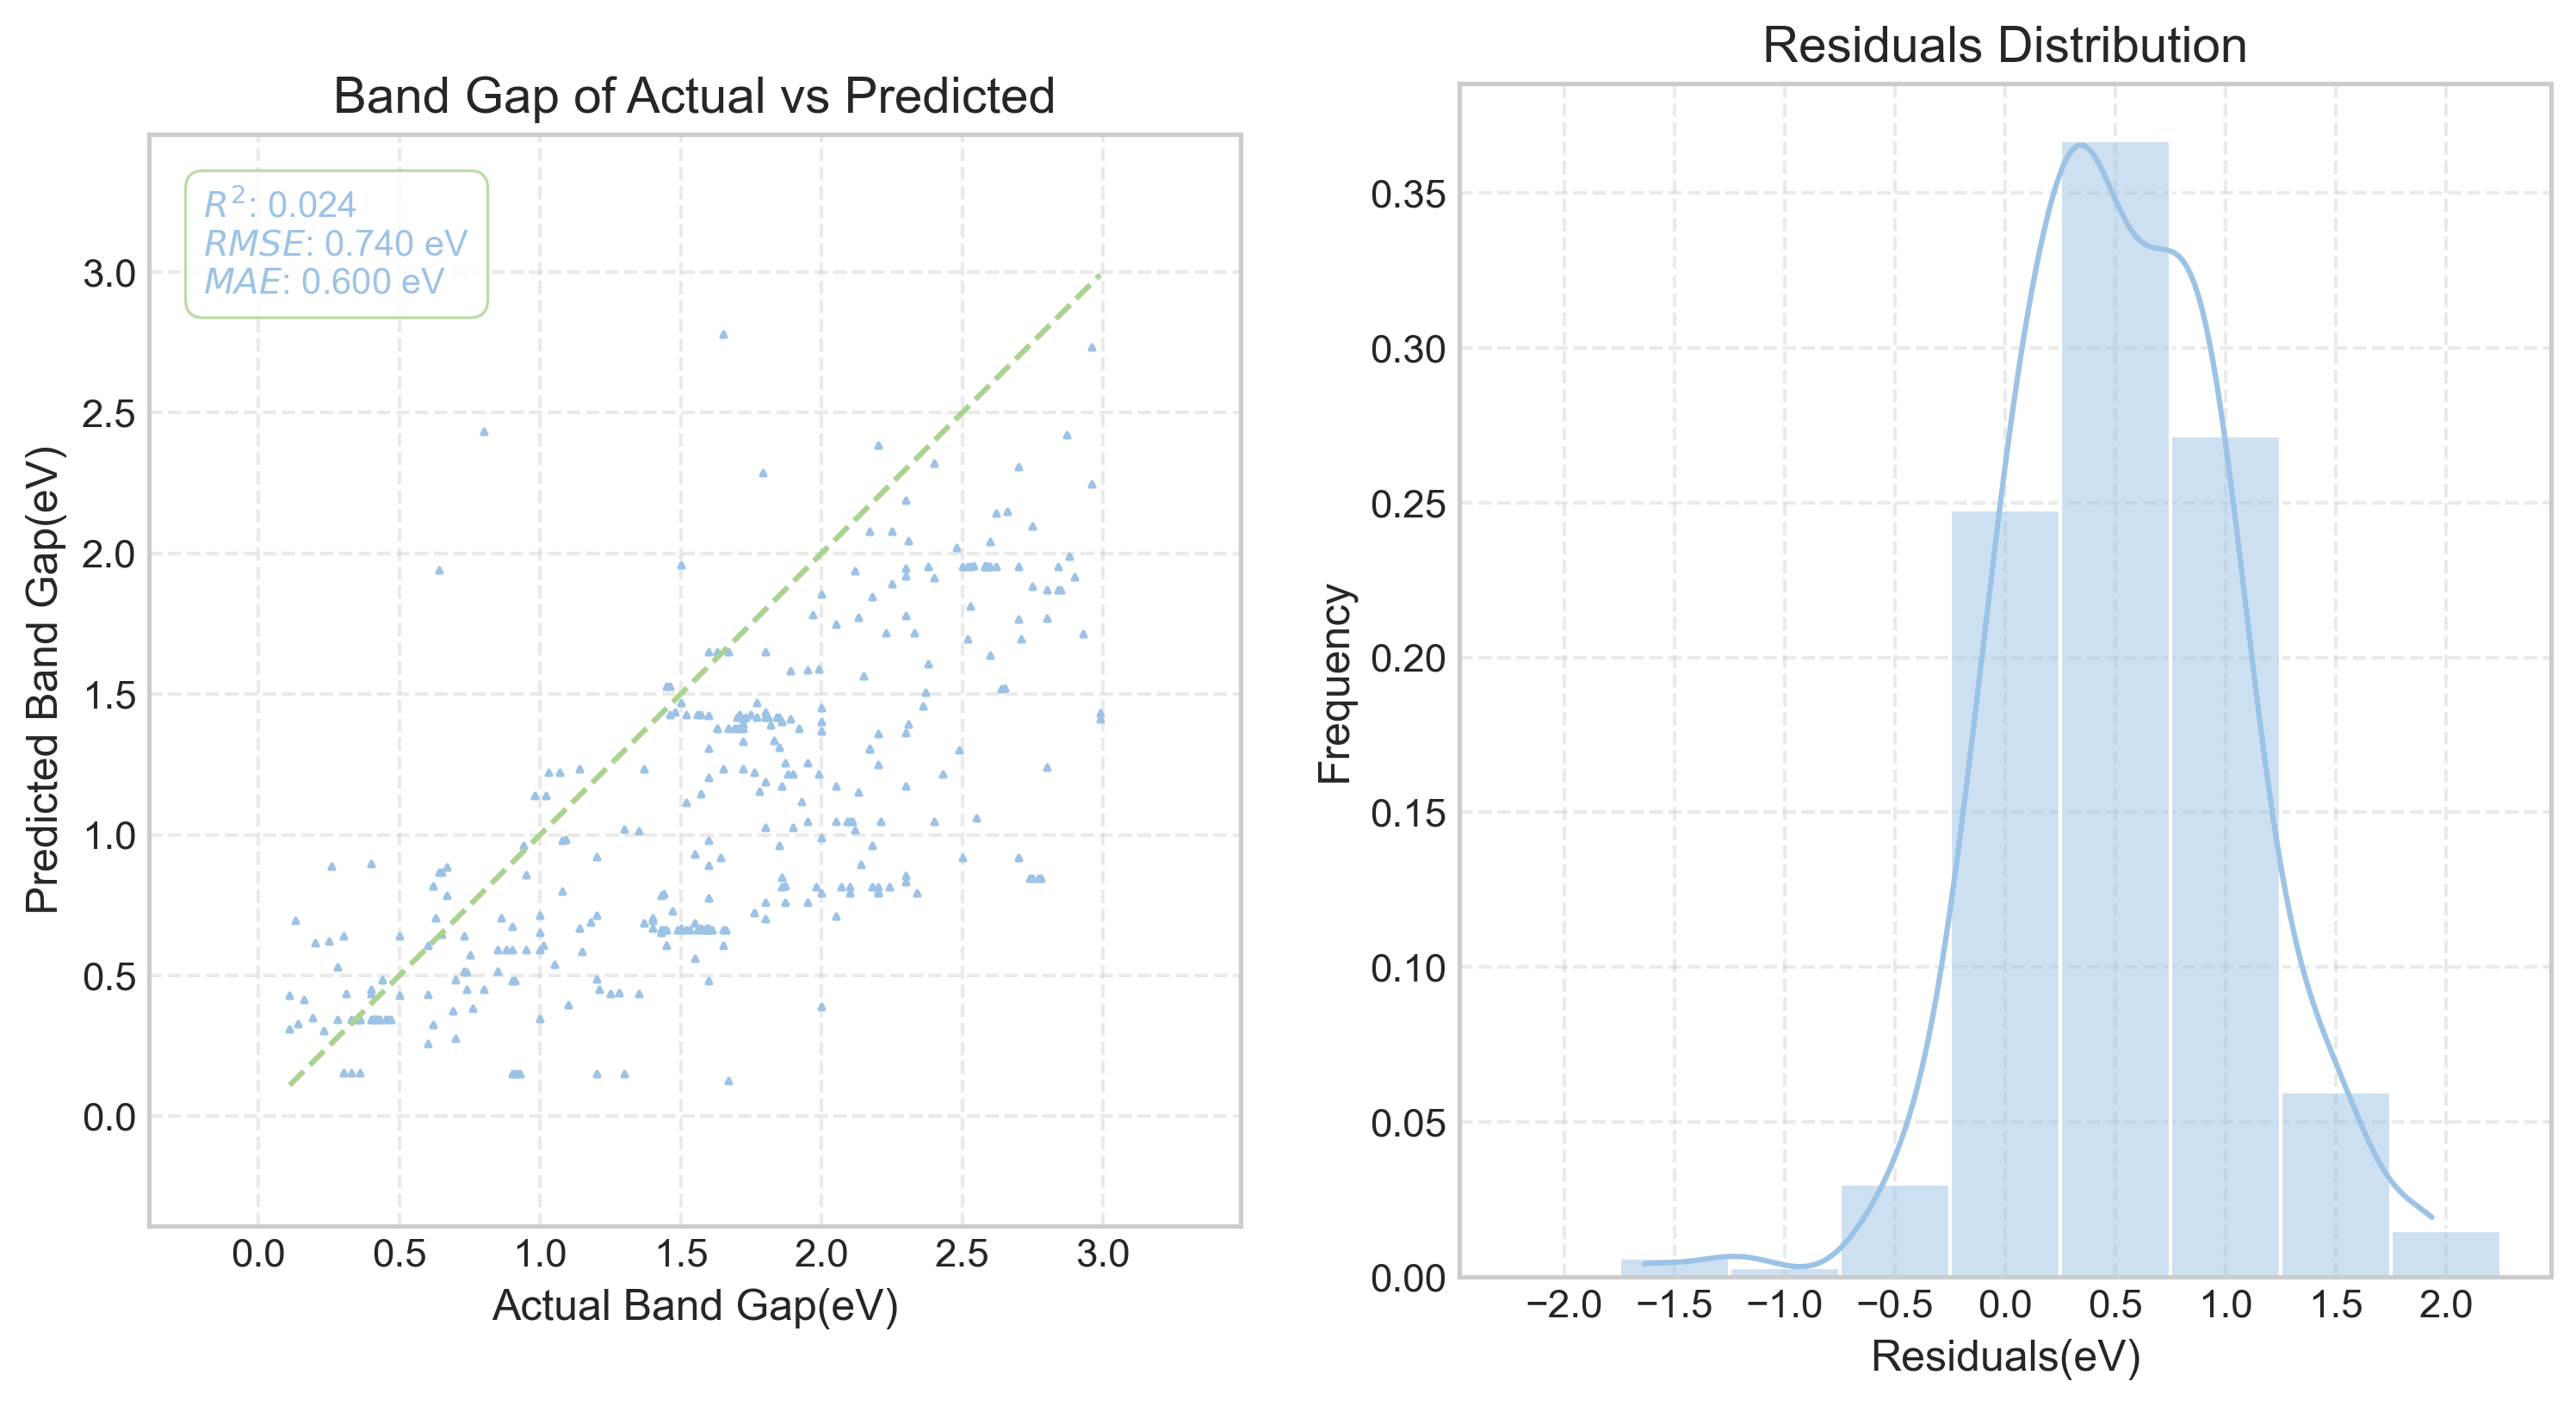 Band Gap of Actual vs Predicted
R²: 0.024
RMSE: 0.740 eV
MAE: 0.600 eV
Predicted Band Gap(eV)
3.0
2.5
2.0
1.5
1.0
0.5
0.0
0.0 0.5 1.0 1.5 2.0 2.5 3.0
Actual Band Gap(eV)
Residuals Distribution
Frequency
0.35
0.30
0.25
0.20
0.15
0.10
0.05
0.00
−2.0 −1.5 −1.0 −0.5 0.0 0.5 1.0 1.5 2.0
Residuals(eV)